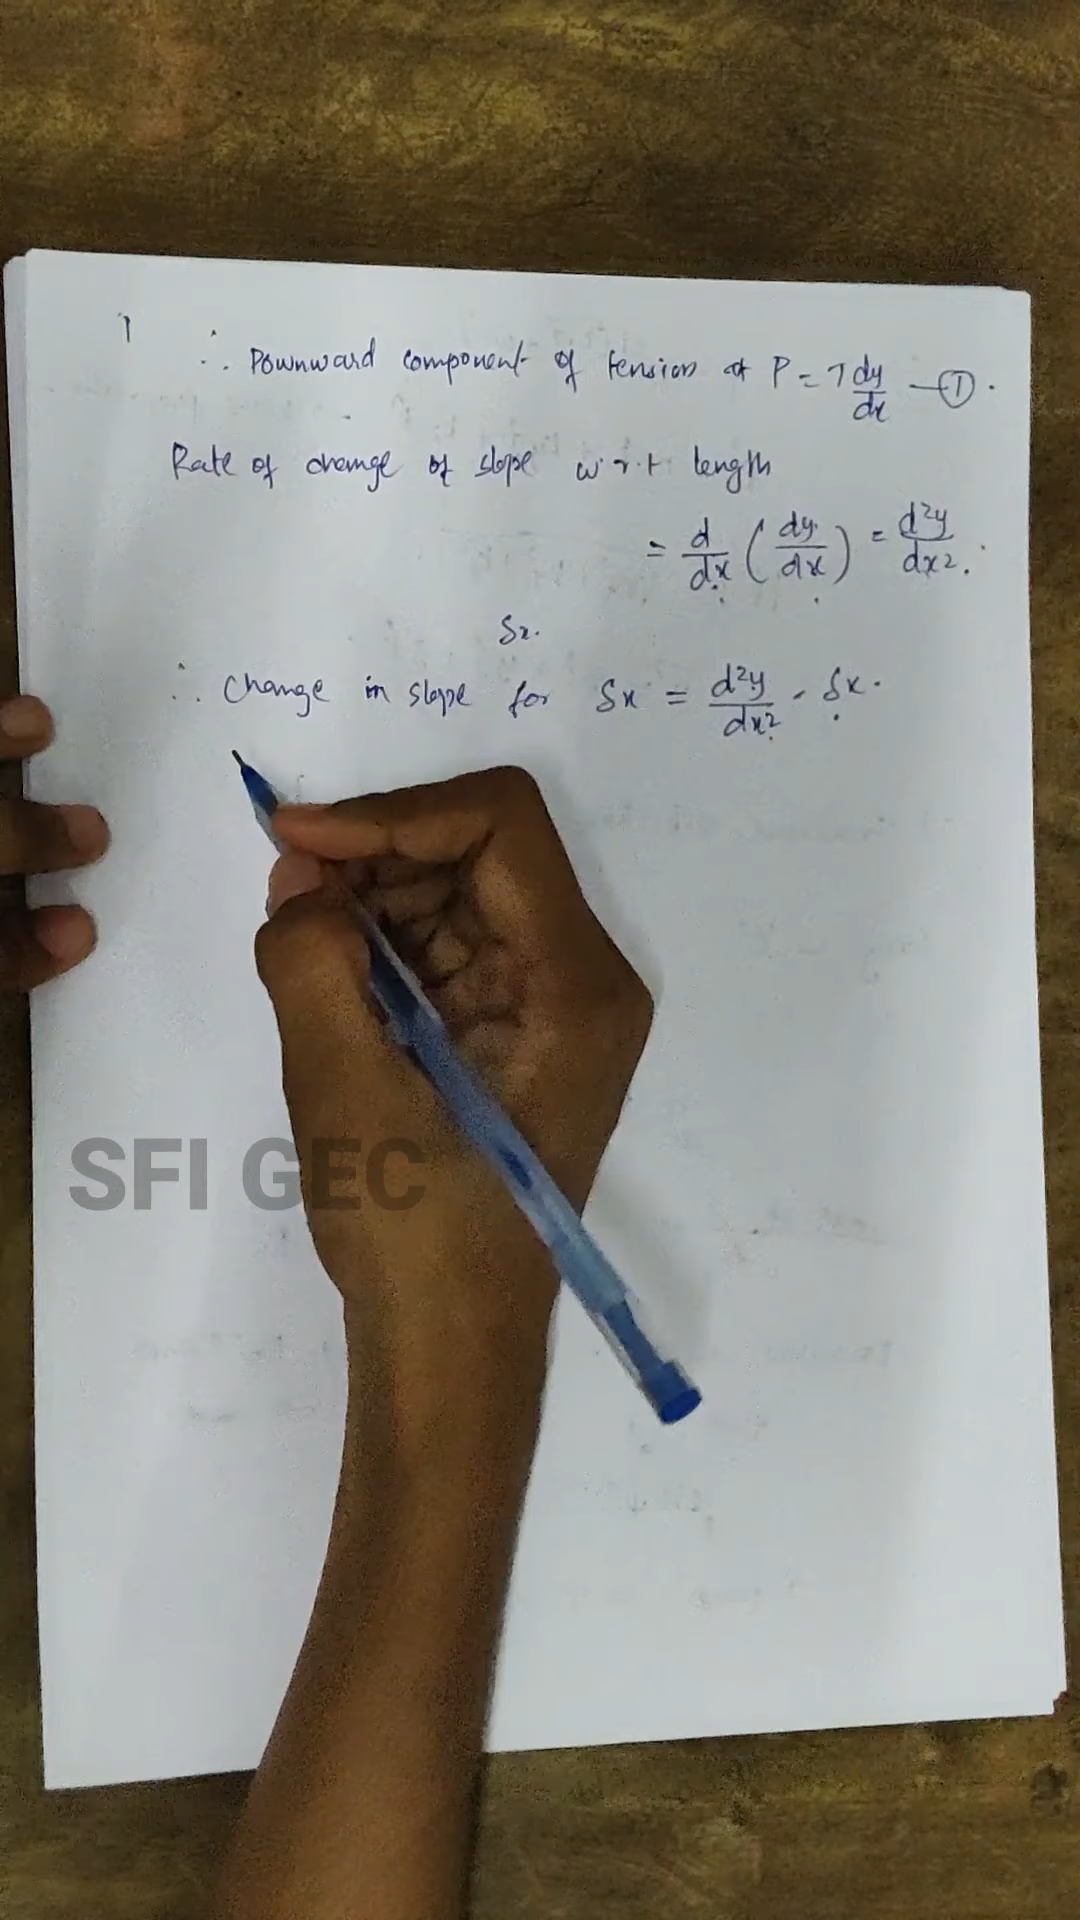 ∴ Downward component of tension at P = T dy/dx —①.
Rate of change of slope w.r.t length
= d/dx (dy/dx) = d²y/dx².
δx.
∴ Change in slope for δx = d²y/dx² . δx.
SFI GEC